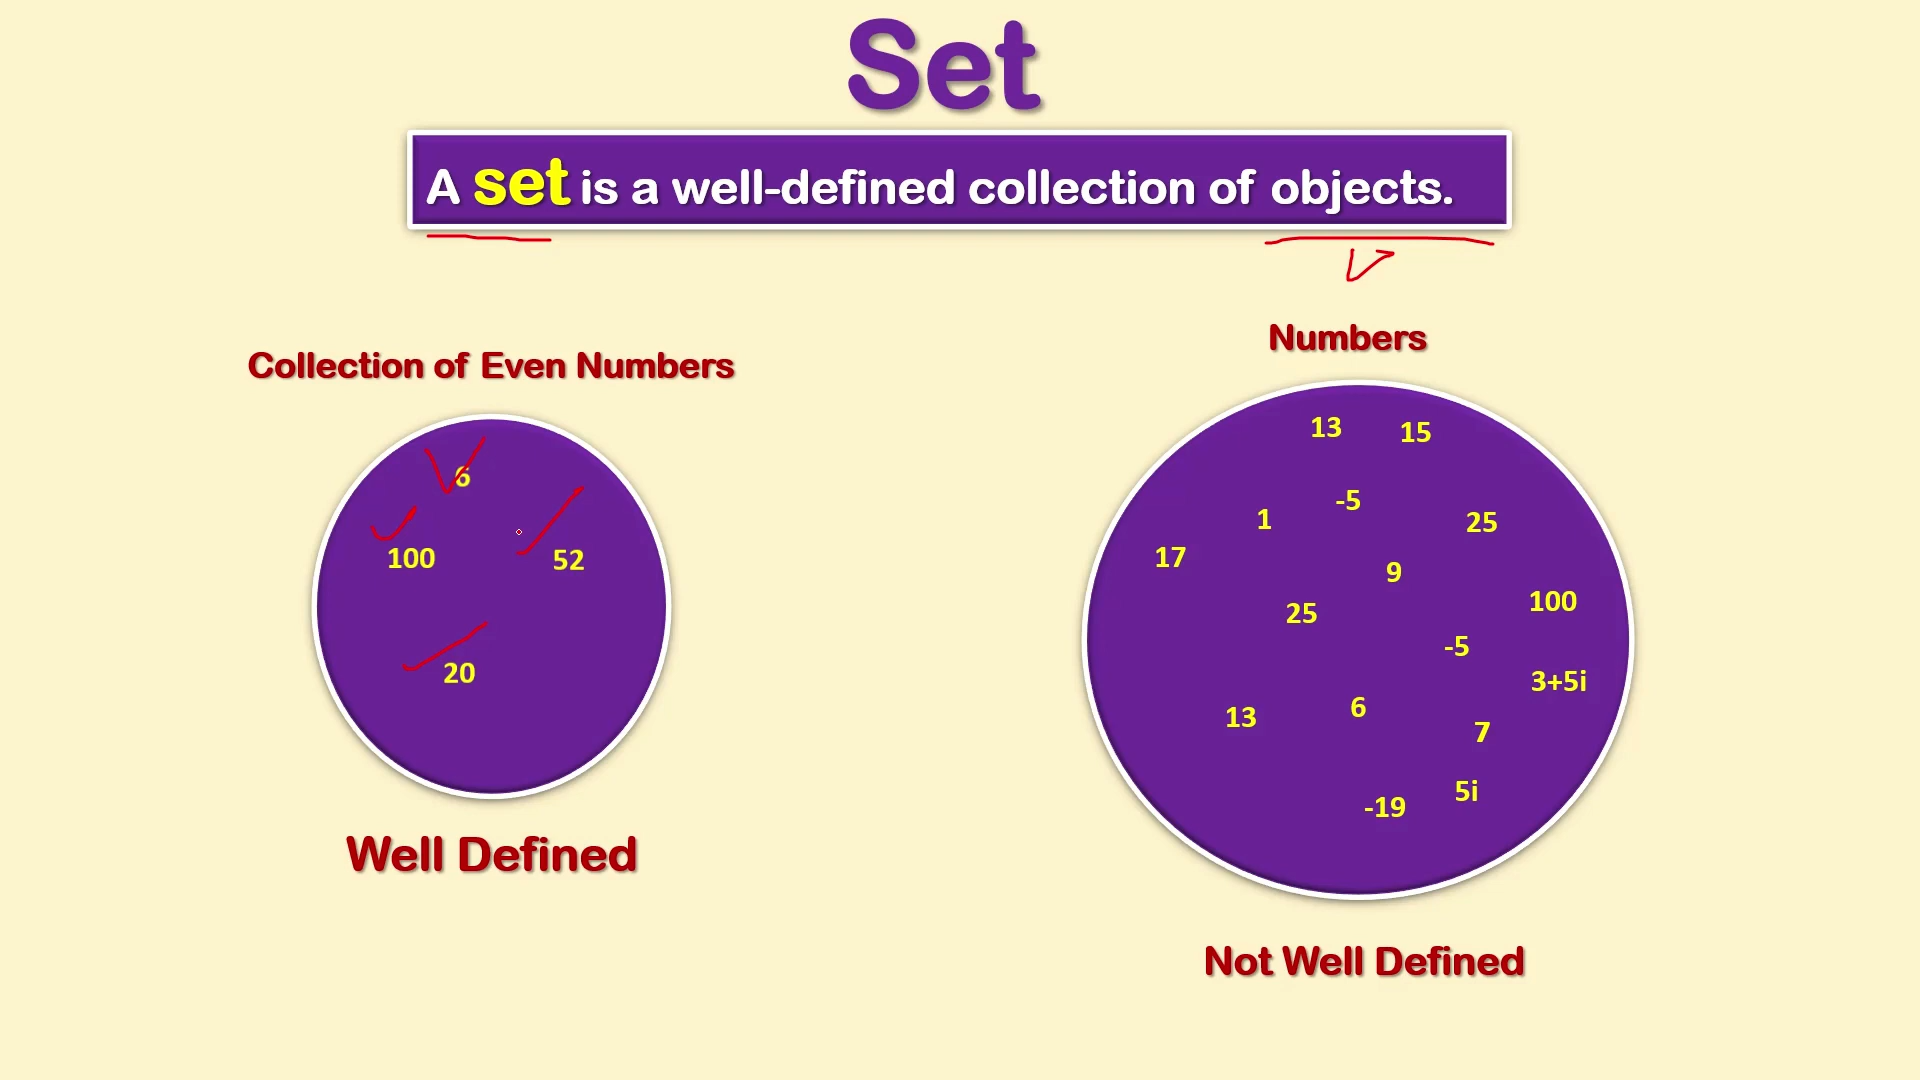 Set
A set is a well-defined collection of objects.
Collection of Even Numbers
6
100
52
20
Well Defined
Numbers
13 15
-5
1
25
17
9
25
100
-5
3+5i
13
6
7
5i
-19
Not Well Defined